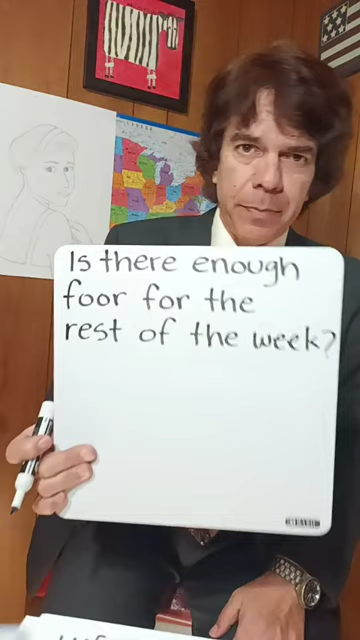 Is there enough
foor for the
rest of the week?